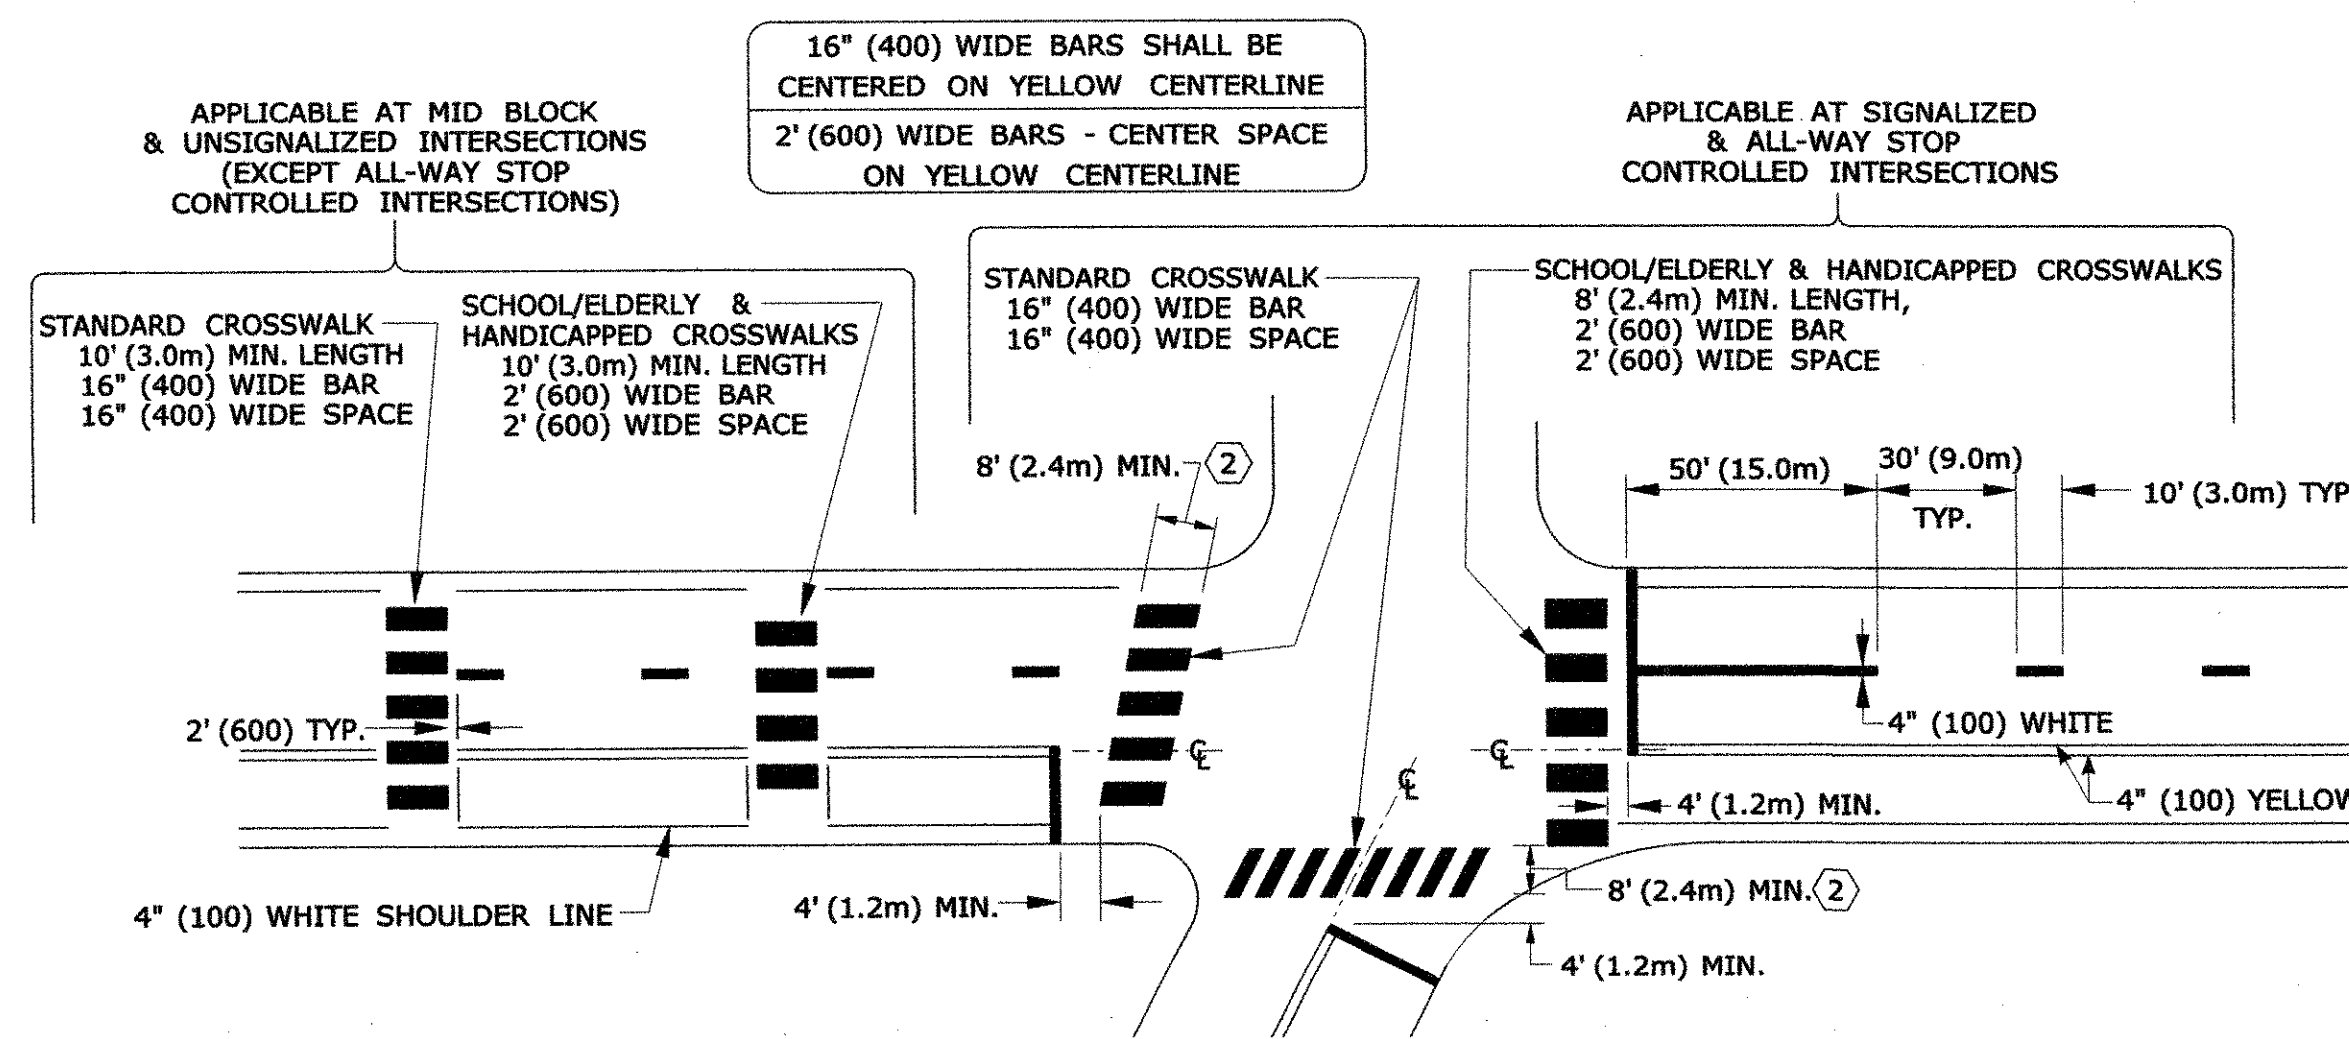 16" (400) WIDE BARS SHALL BE
CENTERED ON YELLOW CENTERLINE
2' (600) WIDE BARS - CENTER SPACE
ON YELLOW CENTERLINE
APPLICABLE AT MID BLOCK
& UNSIGNALIZED INTERSECTIONS
(EXCEPT ALL-WAY STOP
CONTROLLED INTERSECTIONS)
APPLICABLE AT SIGNALIZED
& ALL-WAY STOP
CONTROLLED INTERSECTIONS
STANDARD CROSSWALK
10' (3.0m) MIN. LENGTH
16" (400) WIDE BAR
16" (400) WIDE SPACE
SCHOOL/ELDERLY &
HANDICAPPED CROSSWALKS
10' (3.0m) MIN. LENGTH
2' (600) WIDE BAR
2' (600) WIDE SPACE
STANDARD CROSSWALK
16" (400) WIDE BAR
16" (400) WIDE SPACE
SCHOOL/ELDERLY & HANDICAPPED CROSSWALKS
8' (2.4m) MIN. LENGTH,
2' (600) WIDE BAR
2' (600) WIDE SPACE
8' (2.4m) MIN. 2
50' (15.0m)
30' (9.0m)
TYP.
10' (3.0m) TYP
2' (600) TYP.
4" (100) WHITE
℄
℄
℄
4' (1.2m) MIN.
4" (100) YELLOW
4" (100) WHITE SHOULDER LINE
4' (1.2m) MIN.
8' (2.4m) MIN. 2
4' (1.2m) MIN.